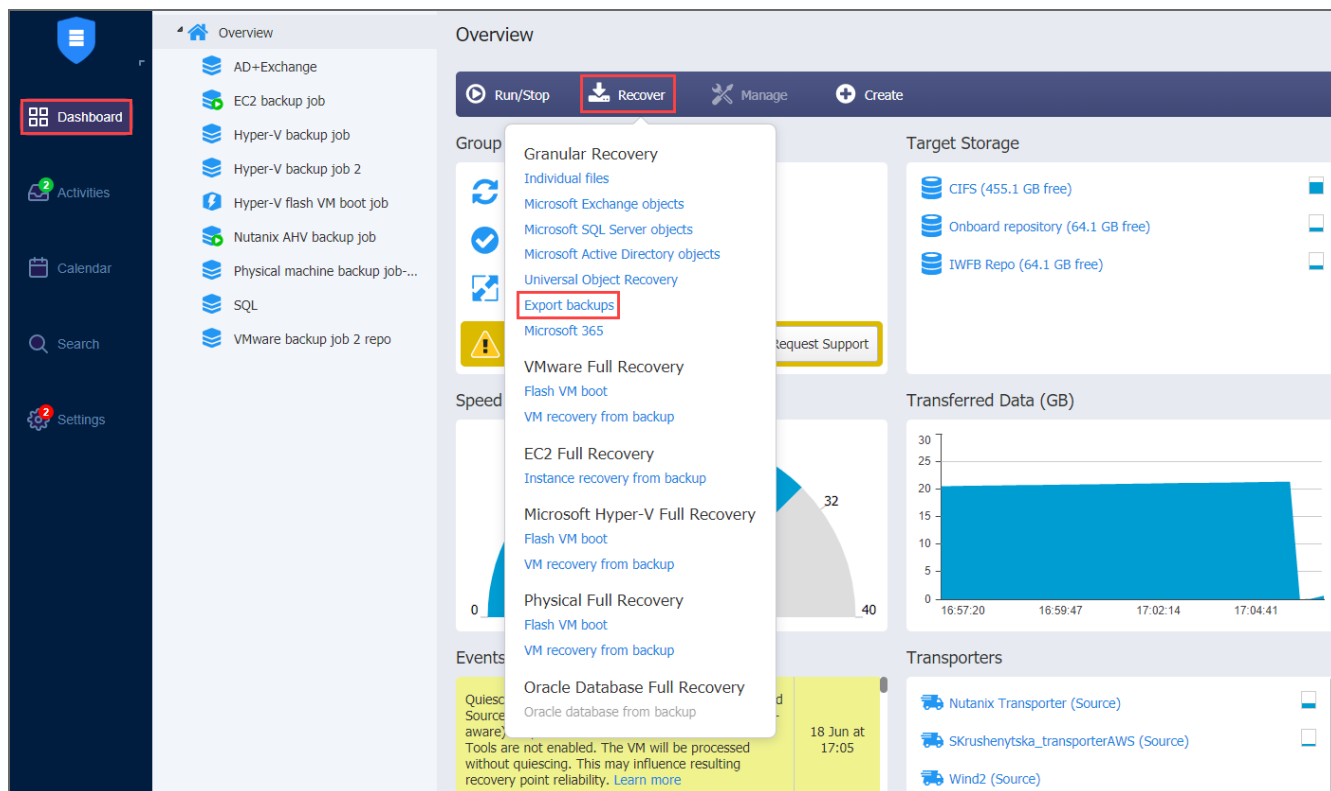 Dashboard
2
Activities
Calendar
Search
2
Settings
Overview
AD+Exchange
EC2 backup job
Hyper-V backup job
Hyper-V backup job 2
Hyper-V flash VM boot job
Nutanix AHV backup job
Physical machine backup job-...
SQL
VMware backup job 2 repo
Overview
Run/Stop
Recover
Manage
Create
Group
Granular Recovery
Individual files
Microsoft Exchange objects
Microsoft SQL Server objects
Microsoft Active Directory objects
Universal Object Recovery
Export backups
Microsoft 365
VMware Full Recovery
Flash VM boot
VM recovery from backup
EC2 Full Recovery
Instance recovery from backup
Microsoft Hyper-V Full Recovery
Flash VM boot
VM recovery from backup
Physical Full Recovery
Flash VM boot
VM recovery from backup
Oracle Database Full Recovery
Oracle database from backup
Request Support
Speed
0
32
40
Events
Quiesc
Source
aware)
Tools are not enabled. The VM will be processed
without quiescing. This may influence resulting
recovery point reliability. Learn more
18 Jun at
17:05
Target Storage
CIFS (455.1 GB free)
Onboard repository (64.1 GB free)
IWFB Repo (64.1 GB free)
Transferred Data (GB)
30
25
20
15
10
5
0
16:57:20 16:59:47 17:02:14 17:04:41
Transporters
Nutanix Transporter (Source)
SKrushenytska_transporterAWS (Source)
Wind2 (Source)